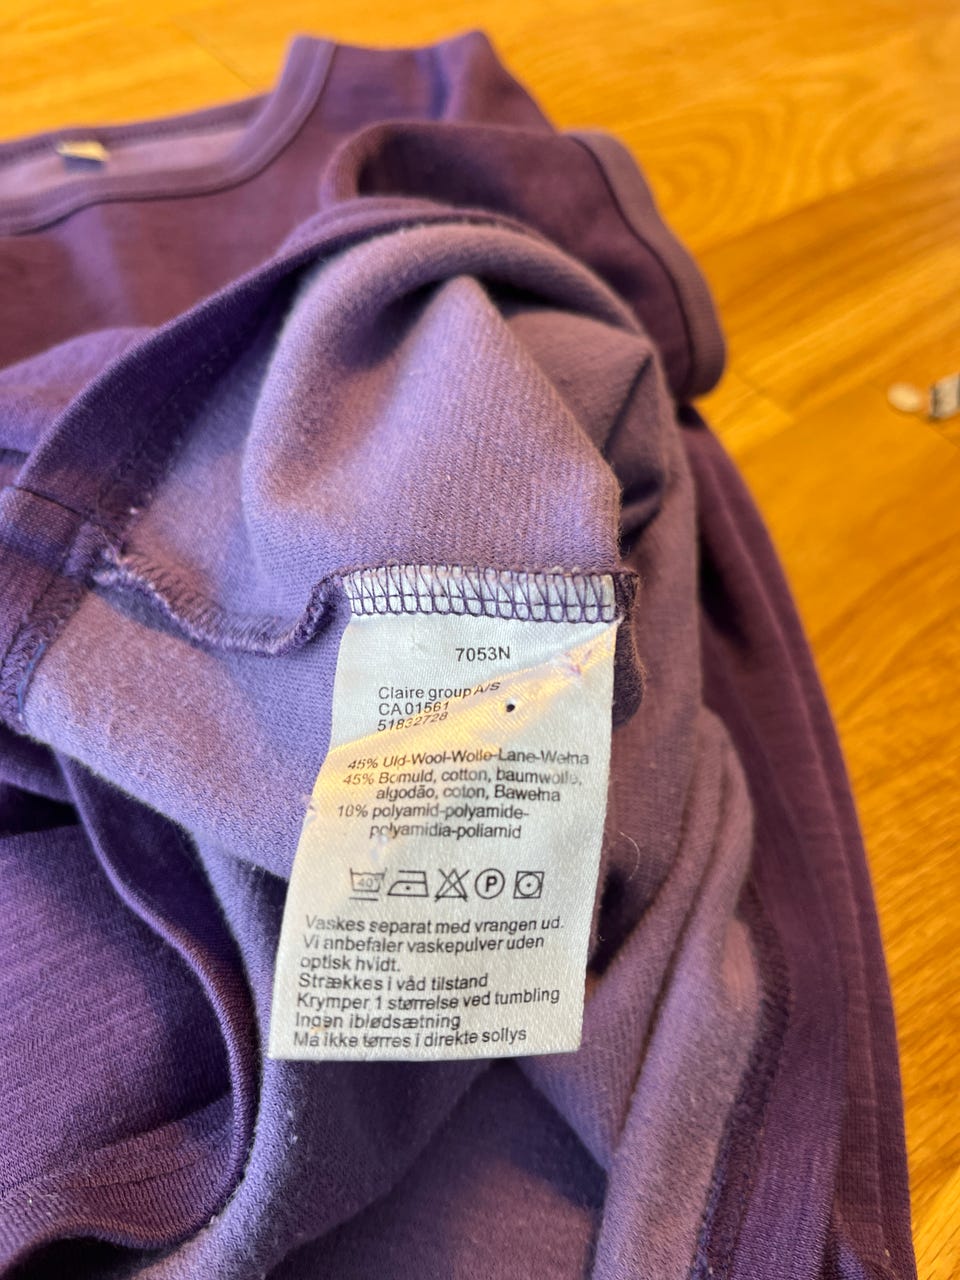 7053N
Claire group A/S
CA 01561
51832728
45% Uld-Wool-Wolle-Lane-Wełna
45% Bomuld, cotton, baumwolle,
algodão, coton, Bawełna
10% polyamid-polyamide-
polyamidia-poliamid
40 P
Vaskes separat med vrangen ud.
Vi anbefaler vaskepulver uden
optisk hvidt.
Strækkes i våd tilstand
Krymper 1 størrelse ved tumbling
Ingen iblødsætning
Må ikke tørres i direkte sollys